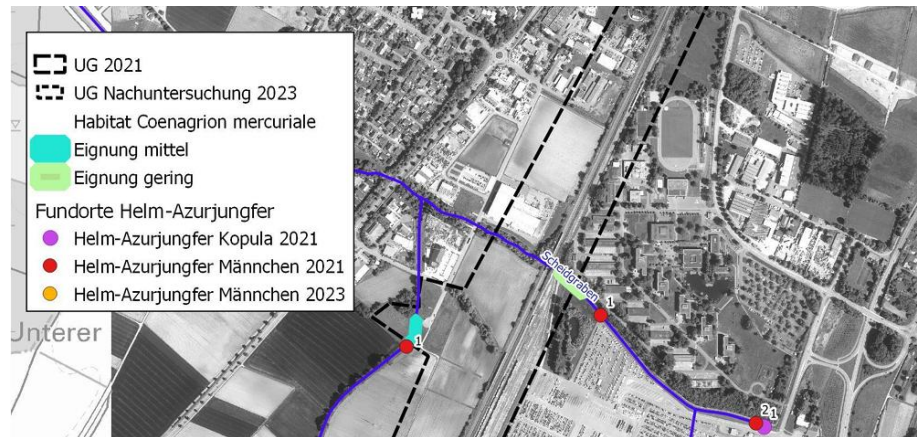 UG 2021
UG Nachuntersuchung 2023
Habitat Coenagrion mercuriale
Eignung mittel
Eignung gering
Fundorte Helm-Azurjungfer
Helm-Azurjungfer Kopula 2021
Helm-Azurjungfer Männchen 2021
Helm-Azurjungfer Männchen 2023
Unterer
Scheidgraben
1
1
2 1